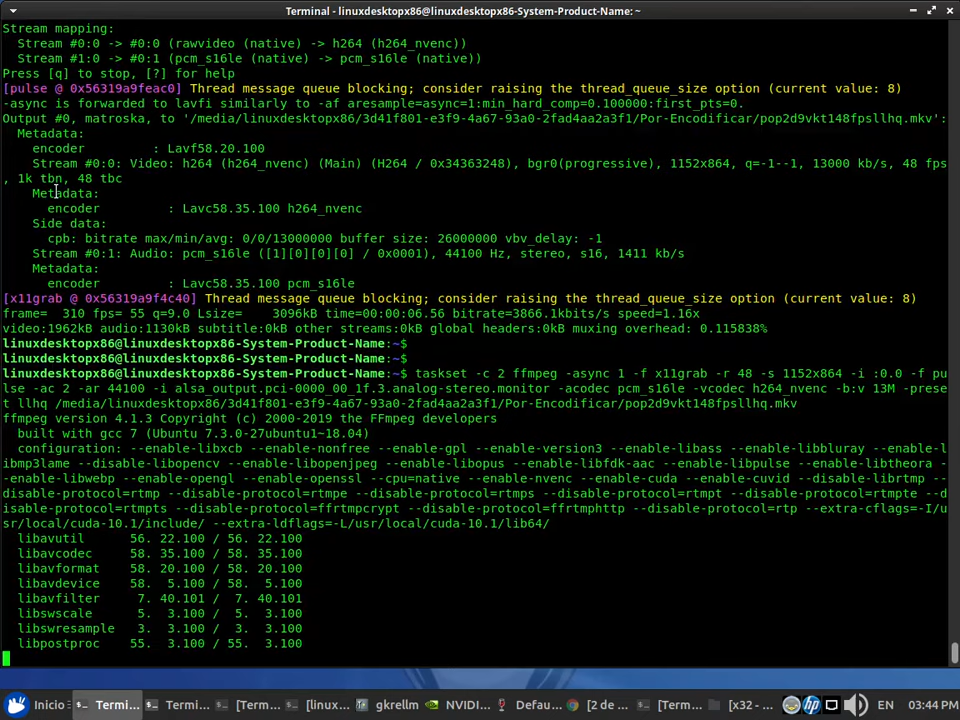 Terminal - linuxdesktopx86@linuxdesktopx86-System-Product-Name: ~
Stream mapping:
  Stream #0:0 -> #0:0 (rawvideo (native) -> h264 (h264_nvenc))
  Stream #1:0 -> #0:1 (pcm_s16le (native) -> pcm_s16le (native))
Press [q] to stop, [?] for help
[pulse @ 0x56319a9feac0] Thread message queue blocking; consider raising the thread_queue_size option (current value: 8)
-async is forwarded to lavfi similarly to -af aresample=async=1:min_hard_comp=0.100000:first_pts=0.
Output #0, matroska, to '/media/linuxdesktopx86/3d41f801-e3f9-4a67-93a0-2fad4aa2a3f1/Por-Encodificar/pop2d9vkt148fpsllhq.mkv':
  Metadata:
    encoder         : Lavf58.20.100
    Stream #0:0: Video: h264 (h264_nvenc) (Main) (H264 / 0x34363248), bgr0(progressive), 1152x864, q=-1--1, 13000 kb/s, 48 fps
, 1k tbn, 48 tbc
    Metadata:
      encoder         : Lavc58.35.100 h264_nvenc
    Side data:
      cpb: bitrate max/min/avg: 0/0/13000000 buffer size: 26000000 vbv_delay: -1
    Stream #0:1: Audio: pcm_s16le ([1][0][0][0] / 0x0001), 44100 Hz, stereo, s16, 1411 kb/s
    Metadata:
      encoder         : Lavc58.35.100 pcm_s16le
[x11grab @ 0x56319a9f4c40] Thread message queue blocking; consider raising the thread_queue_size option (current value: 8)
frame=  310 fps= 55 q=9.0 Lsize=    3096kB time=00:00:06.56 bitrate=3866.1kbits/s speed=1.16x
video:1962kB audio:1130kB subtitle:0kB other streams:0kB global headers:0kB muxing overhead: 0.115838%
linuxdesktopx86@linuxdesktopx86-System-Product-Name:~$
linuxdesktopx86@linuxdesktopx86-System-Product-Name:~$
linuxdesktopx86@linuxdesktopx86-System-Product-Name:~$ taskset -c 2 ffmpeg -async 1 -f x11grab -r 48 -s 1152x864 -i :0.0 -f pu
lse -ac 2 -ar 44100 -i alsa_output.pci-0000_00_1f.3.analog-stereo.monitor -acodec pcm_s16le -vcodec h264_nvenc -b:v 13M -prese
t llhq /media/linuxdesktopx86/3d41f801-e3f9-4a67-93a0-2fad4aa2a3f1/Por-Encodificar/pop2d9vkt148fpsllhq.mkv
ffmpeg version 4.1.3 Copyright (c) 2000-2019 the FFmpeg developers
  built with gcc 7 (Ubuntu 7.3.0-27ubuntu1~18.04)
  configuration: --enable-libxcb --enable-nonfree --enable-gpl --enable-version3 --enable-libass --enable-libbluray --enable-l
ibmp3lame --disable-libopencv --enable-libopenjpeg --enable-libopus --enable-libfdk-aac --enable-libpulse --enable-libtheora -
-enable-libwebp --enable-opengl --enable-openssl --cpu=native --enable-nvenc --enable-cuda --enable-cuvid --disable-librtmp --
disable-protocol=rtmp --disable-protocol=rtmpe --disable-protocol=rtmps --disable-protocol=rtmpt --disable-protocol=rtmpte --d
isable-protocol=rtmpts --disable-protocol=ffrtmpcrypt --disable-protocol=ffrtmphttp --disable-protocol=rtp --extra-cflags=-I/u
sr/local/cuda-10.1/include/ --extra-ldflags=-L/usr/local/cuda-10.1/lib64/
  libavutil      56. 22.100 / 56. 22.100
  libavcodec     58. 35.100 / 58. 35.100
  libavformat    58. 20.100 / 58. 20.100
  libavdevice    58.  5.100 / 58.  5.100
  libavfilter     7. 40.101 /  7. 40.101
  libswscale      5.  3.100 /  5.  3.100
  libswresample   3.  3.100 /  3.  3.100
  libpostproc    55.  3.100 / 55.  3.100
Inicio Termi... Termi... [Term... [linux... gkrellm NVIDI... Defau... [2 de ... [Term... [x32 - ... hp EN 03:44 PM